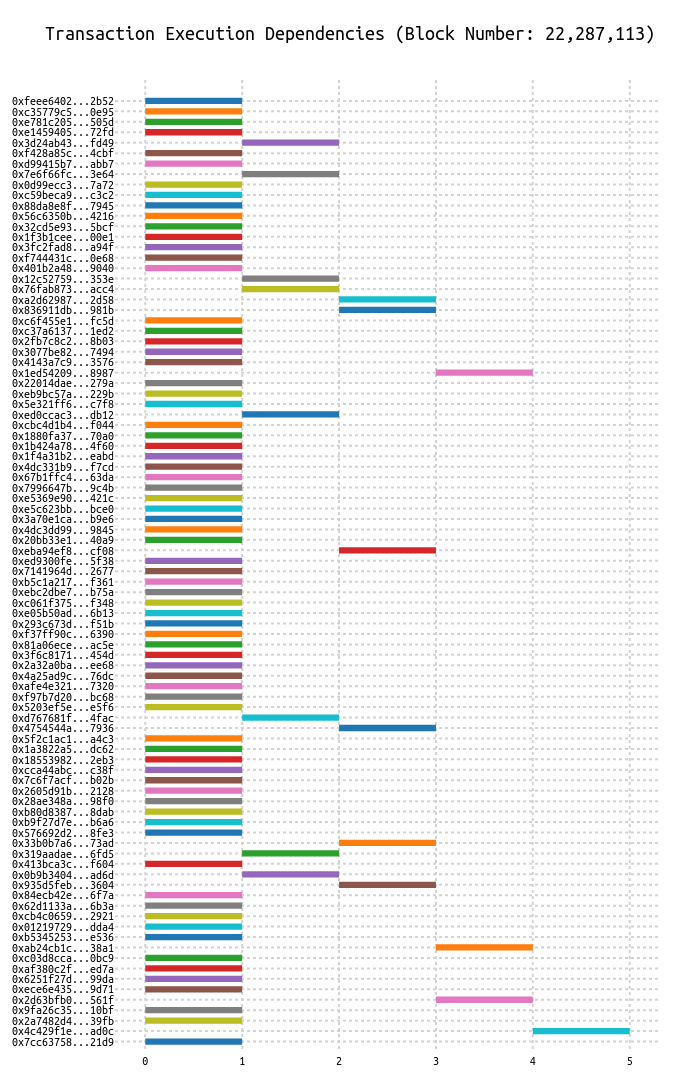 Transaction Execution Dependencies (Block Number: 22,287,113)
0xfeee6402...2b52
0xc35779c5...0e95
0xe781c205...505d
0xe1459405...72fd
0x3d24ab43...fd49
0xf428a85c...4cbf
0xd99415b7...abb7
0x7e6f66fc...3e64
0x0d99ecc3...7a72
0xc59beca9...c3c2
0x88da8e8f...7945
0x56c6350b...4216
0x32cd5e93...5bcf
0x1f3b1cee...00e1
0x3fc2fad8...a94f
0xf744431c...0e68
0x401b2a48...9040
0x12c52759...353e
0x76fab873...acc4
0xa2d62987...2d58
0x836911db...981b
0xc6f455e1...fc5d
0xc37a6137...1ed2
0x2fb7c8c2...8b03
0x3077be82...7494
0x4143a7c9...3576
0x1ed54209...8987
0x22014dae...279a
0xeb9bc57a...229b
0x5e321ff6...c7f8
0xed0ccac3...db12
0xcbc4d1b4...f044
0x1880fa37...70a0
0x1b424a78...4f60
0x1f4a31b2...eabd
0x4dc331b9...f7cd
0x67b1ffc4...63da
0x7996647b...9c4b
0xe5369e90...421c
0xe5c623bb...bce0
0x3a70e1ca...b9e6
0x4dc3dd99...9845
0x20bb33e1...40a9
0xeba94ef8...cf08
0xed9300fe...5f38
0x7141964d...2677
0xb5c1a217...f361
0xebc2dbe7...b75a
0xc061f375...f348
0xe05b50ad...6b13
0x293c673d...f51b
0xf37ff90c...6390
0x81a06ece...ac5e
0x3f6c8171...454d
0x2a32a0ba...ee68
0x4a25ad9c...76dc
0xafe4e321...7320
0xf97b7d20...bc68
0x5203ef5e...e5f6
0xd767681f...4fac
0x4754544a...7936
0x5f2c1ac1...a4c3
0x1a3822a5...dc62
0x18553982...2eb3
0xcca44abc...c38f
0x7c6f7acf...b02b
0x2605d91b...2128
0x28ae348a...98f0
0xb80d8387...8dab
0xb9f27d7e...b6a6
0x576692d2...8fe3
0x33b0b7a6...73ad
0x319aadae...6fd5
0x413bca3c...f604
0x0b9b3404...ad6d
0x935d5feb...3604
0x84ecb42e...6f7a
0x62d1133a...6b3a
0xcb4c0659...2921
0x01219729...dda4
0xb5345253...e536
0xab24cb1c...38a1
0xc03d8cca...0bc9
0xaf380c2f...ed7a
0x6251f27d...99da
0xece6e435...9d71
0x2d63bfb0...561f
0x9fa26c35...10bf
0x2a7482d4...39fb
0x4c429f1e...ad0c
0x7cc63758...21d9
0 1 2 3 4 5